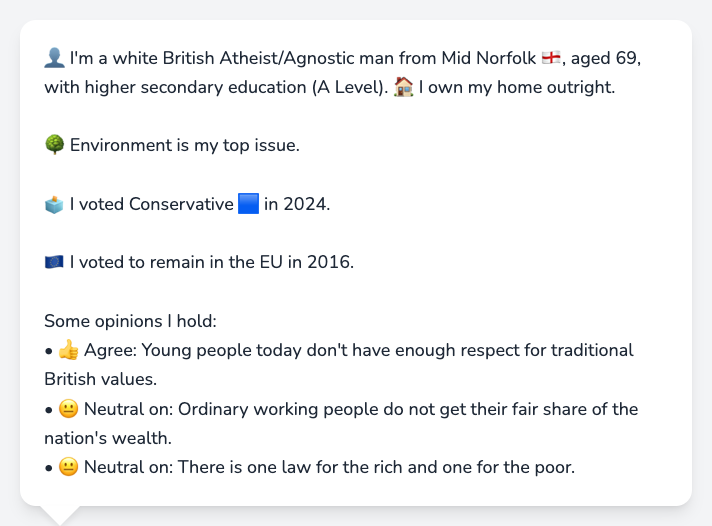 👤 I'm a white British Atheist/Agnostic man from Mid Norfolk 🏴󠁧󠁢󠁥󠁮󠁧󠁿, aged 69,
with higher secondary education (A Level). 🏠 I own my home outright.
🌳 Environment is my top issue.
🗳️ I voted Conservative 🟦 in 2024.
🇪🇺 I voted to remain in the EU in 2016.
Some opinions I hold:
• 👍 Agree: Young people today don't have enough respect for traditional
British values.
• 😐 Neutral on: Ordinary working people do not get their fair share of the
nation's wealth.
• 😐 Neutral on: There is one law for the rich and one for the poor.